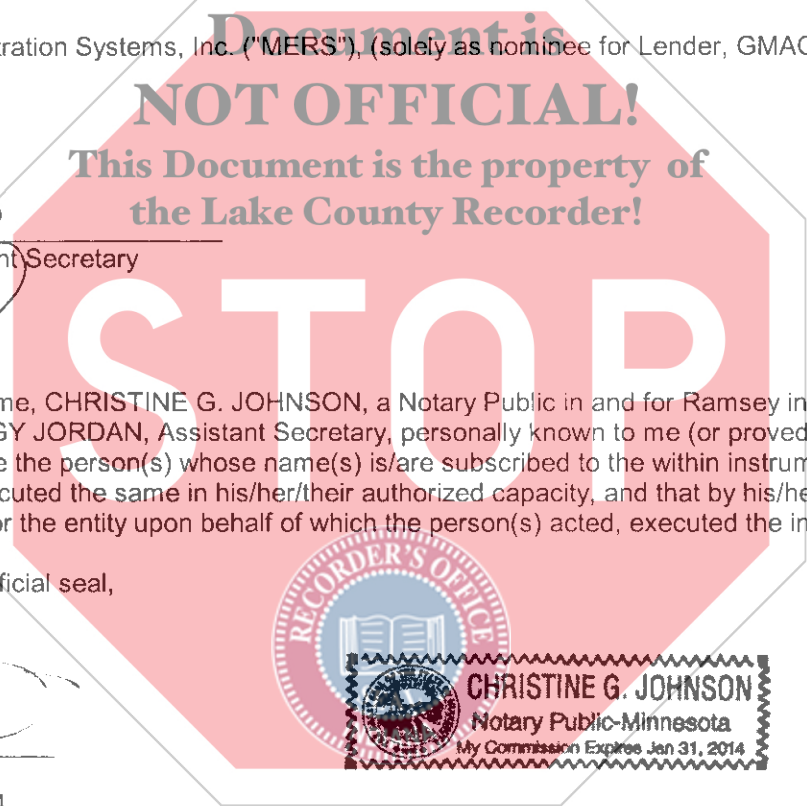 Document is
tration Systems, Inc. ("MERS"), (solely as nominee for Lender, GMAC
NOT OFFICIAL!
This Document is the property of
the Lake County Recorder!
nt Secretary
STOP
me, CHRISTINE G. JOHNSON, a Notary Public in and for Ramsey in
GY JORDAN, Assistant Secretary, personally known to me (or proved
e the person(s) whose name(s) is/are subscribed to the within instrum
cuted the same in his/her/their authorized capacity, and that by his/he
or the entity upon behalf of which the person(s) acted, executed the in
ficial seal,
RECORDER'S OFFICE
CHRISTINE G. JOHNSON
Notary Public-Minnesota
My Commission Expires Jan 31, 2014